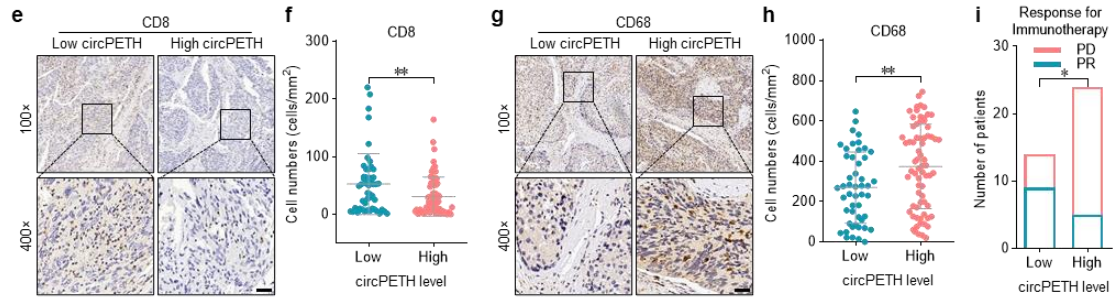 e
CD8
Low circPETH High circPETH
100×
400×
f
CD8
Cell numbers (cells/mm²)
300
200
100
0
Low High
circPETH level
**
g
CD68
Low circPETH High circPETH
100×
400×
h
CD68
Cell numbers (cells/mm²)
1000
800
600
400
200
0
Low High
circPETH level
**
i
Response for
Immunotherapy
PD
PR
*
Number of patients
30
20
10
0
Low High
circPETH level